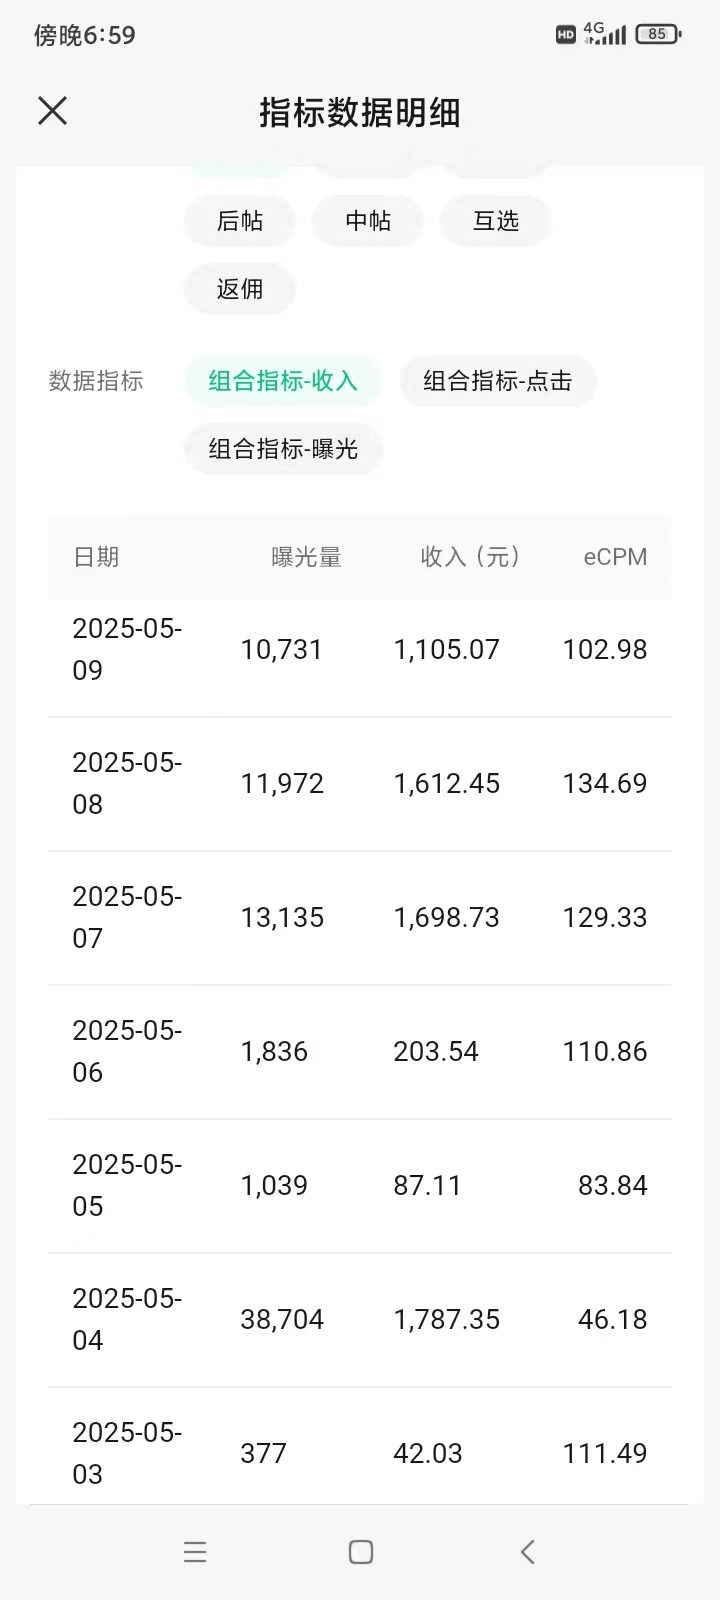 傍晚6:59
HD 4G 85
指标数据明细
后帖 中帖 互选
返佣
数据指标 组合指标-收入 组合指标-点击
组合指标-曝光
日期 曝光量 收入（元） eCPM
2025-05-
09 10,731 1,105.07 102.98
2025-05-
08 11,972 1,612.45 134.69
2025-05-
07 13,135 1,698.73 129.33
2025-05-
06 1,836 203.54 110.86
2025-05-
05 1,039 87.11 83.84
2025-05-
04 38,704 1,787.35 46.18
2025-05-
03 377 42.03 111.49